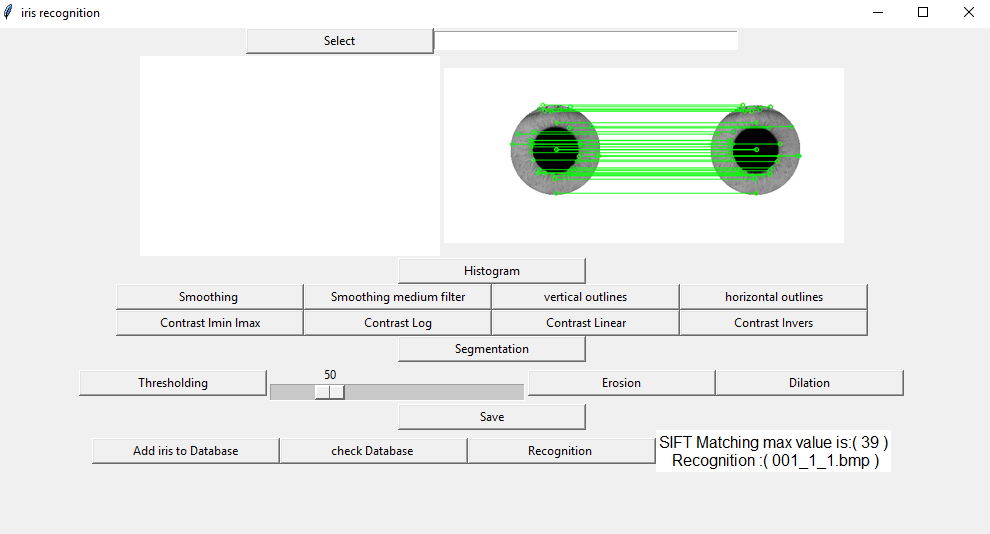 iris recognition
Select
Histogram
Smoothing
Smoothing medium filter
vertical outlines
horizontal outlines
Contrast Imin Imax
Contrast Log
Contrast Linear
Contrast Invers
Segmentation
Thresholding
50
Erosion
Dilation
Save
Add iris to Database
check Database
Recognition
SIFT Matching max value is:( 39 )
Recognition :( 001_1_1.bmp )